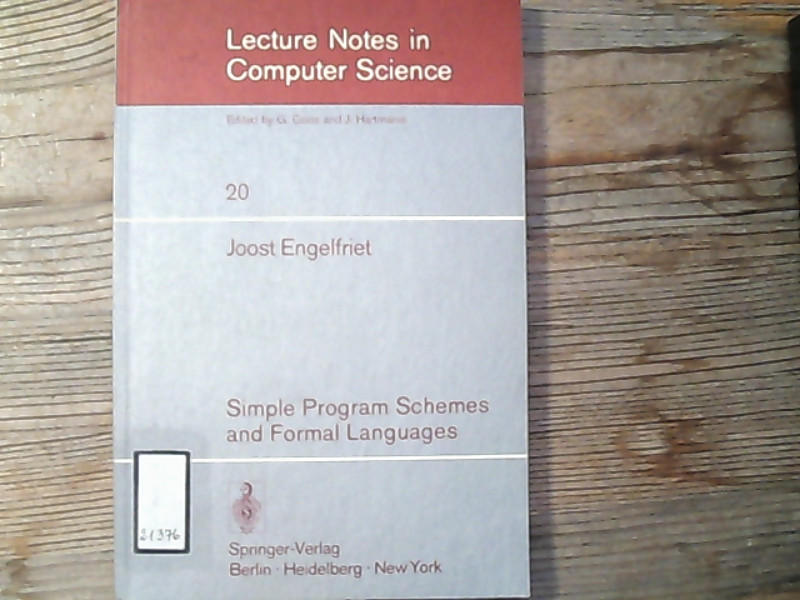 Lecture Notes in
Computer Science
Edited by G. Goos and J. Hartmanis
20
Joost Engelfriet
Simple Program Schemes
and Formal Languages
21376
Springer-Verlag
Berlin · Heidelberg · New York